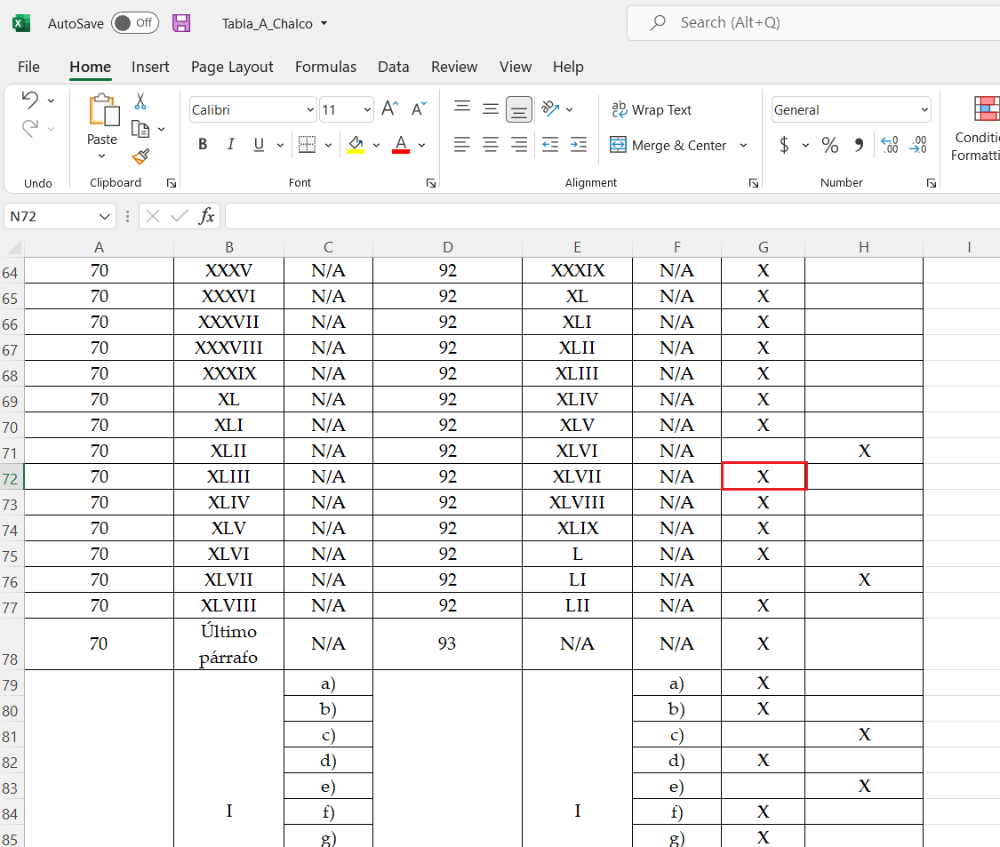 AutoSave Off Tabla_A_Chalco Search (Alt+Q)
File Home Insert Page Layout Formulas Data Review View Help
Calibri 11 ab Wrap Text General
Paste B I U A Merge & Center $ % Conditi
Formatti
Undo Clipboard Font Alignment Number
N72 fx
A B C D E F G H I
64 70 XXXV N/A 92 XXXIX N/A X
65 70 XXXVI N/A 92 XL N/A X
66 70 XXXVII N/A 92 XLI N/A X
67 70 XXXVIII N/A 92 XLII N/A X
68 70 XXXIX N/A 92 XLIII N/A X
69 70 XL N/A 92 XLIV N/A X
70 70 XLI N/A 92 XLV N/A X
71 70 XLII N/A 92 XLVI N/A X
72 70 XLIII N/A 92 XLVII N/A X
73 70 XLIV N/A 92 XLVIII N/A X
74 70 XLV N/A 92 XLIX N/A X
75 70 XLVI N/A 92 L N/A X
76 70 XLVII N/A 92 LI N/A X
77 70 XLVIII N/A 92 LII N/A X
78 70 Último párrafo N/A 93 N/A N/A X
79 a) a) X
80 b) b) X
81 c) c) X
82 d) d) X
83 e) e) X
84 I f) I f) X
85 g) g) X